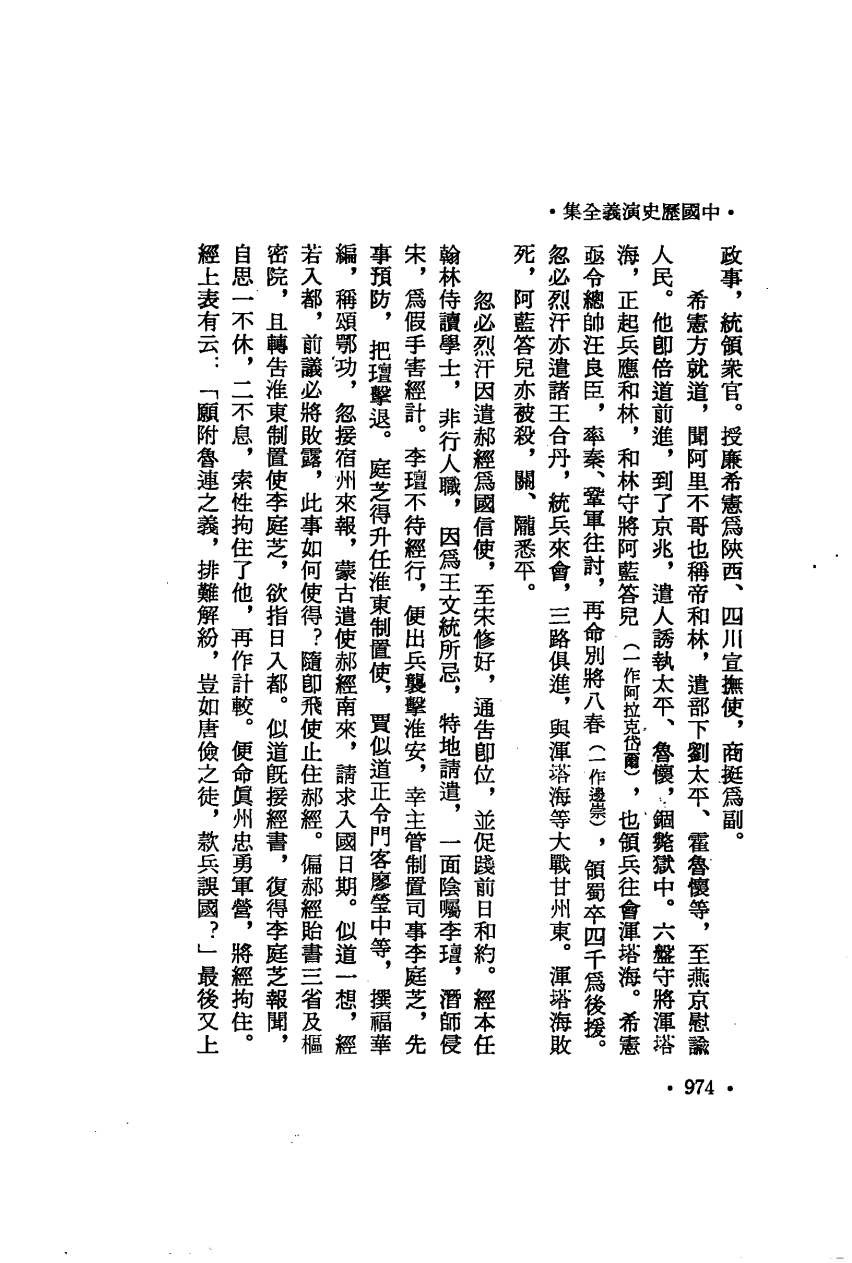 •中國歷史演義全集•
政事，統領衆官。授廉希憲爲陝西、四川宣撫使，商挺爲副。
希憲方就道，聞阿里不哥也稱帝和林，遣部下劉太平、霍魯懷等，至燕京慰諭
人民。他卽倍道前進，到了京兆，遣人誘執太平、魯懷，錮斃獄中。六盤守將渾塔
海，正起兵應和林，和林守將阿藍答兒（一作阿拉克岱爾），也領兵往會渾塔海。希憲
亟令總帥汪良臣，率秦、鞏軍往討，再命別將八春（一作邊崇），領蜀卒四千爲後援。
忽必烈汗亦遣諸王合丹，統兵來會，三路俱進，與渾塔海等大戰甘州東。渾塔海敗
死，阿藍答兒亦被殺，關、隴悉平。
忽必烈汗因遣郝經爲國信使，至宋修好，通告卽位，並促踐前日和約。經本任
翰林侍讀學士，非行人職，因爲王文統所忌，特地請遣，一面陰囑李璮，潛師侵
宋，爲假手害經計。李璮不待經行，便出兵襲擊淮安，幸主管制置司事李庭芝，先
事預防，把璮擊退。庭芝得升任淮東制置使，賈似道正令門客廖瑩中等，撰福華
編，稱頌鄂功，忽接宿州來報，蒙古遣使郝經南來，請求入國日期。似道一想，經
若入都，前議必將敗露，此事如何使得？隨卽飛使止住郝經。偏郝經貽書三省及樞
密院，且轉告淮東制置使李庭芝，欲指日入都。似道旣接經書，復得李庭芝報聞，
自思一不休，二不息，索性拘住了他，再作計較。便命眞州忠勇軍營，將經拘住。
經上表有云：「願附魯連之義，排難解紛，豈如唐儉之徒，款兵誤國？」最後又上
•974•